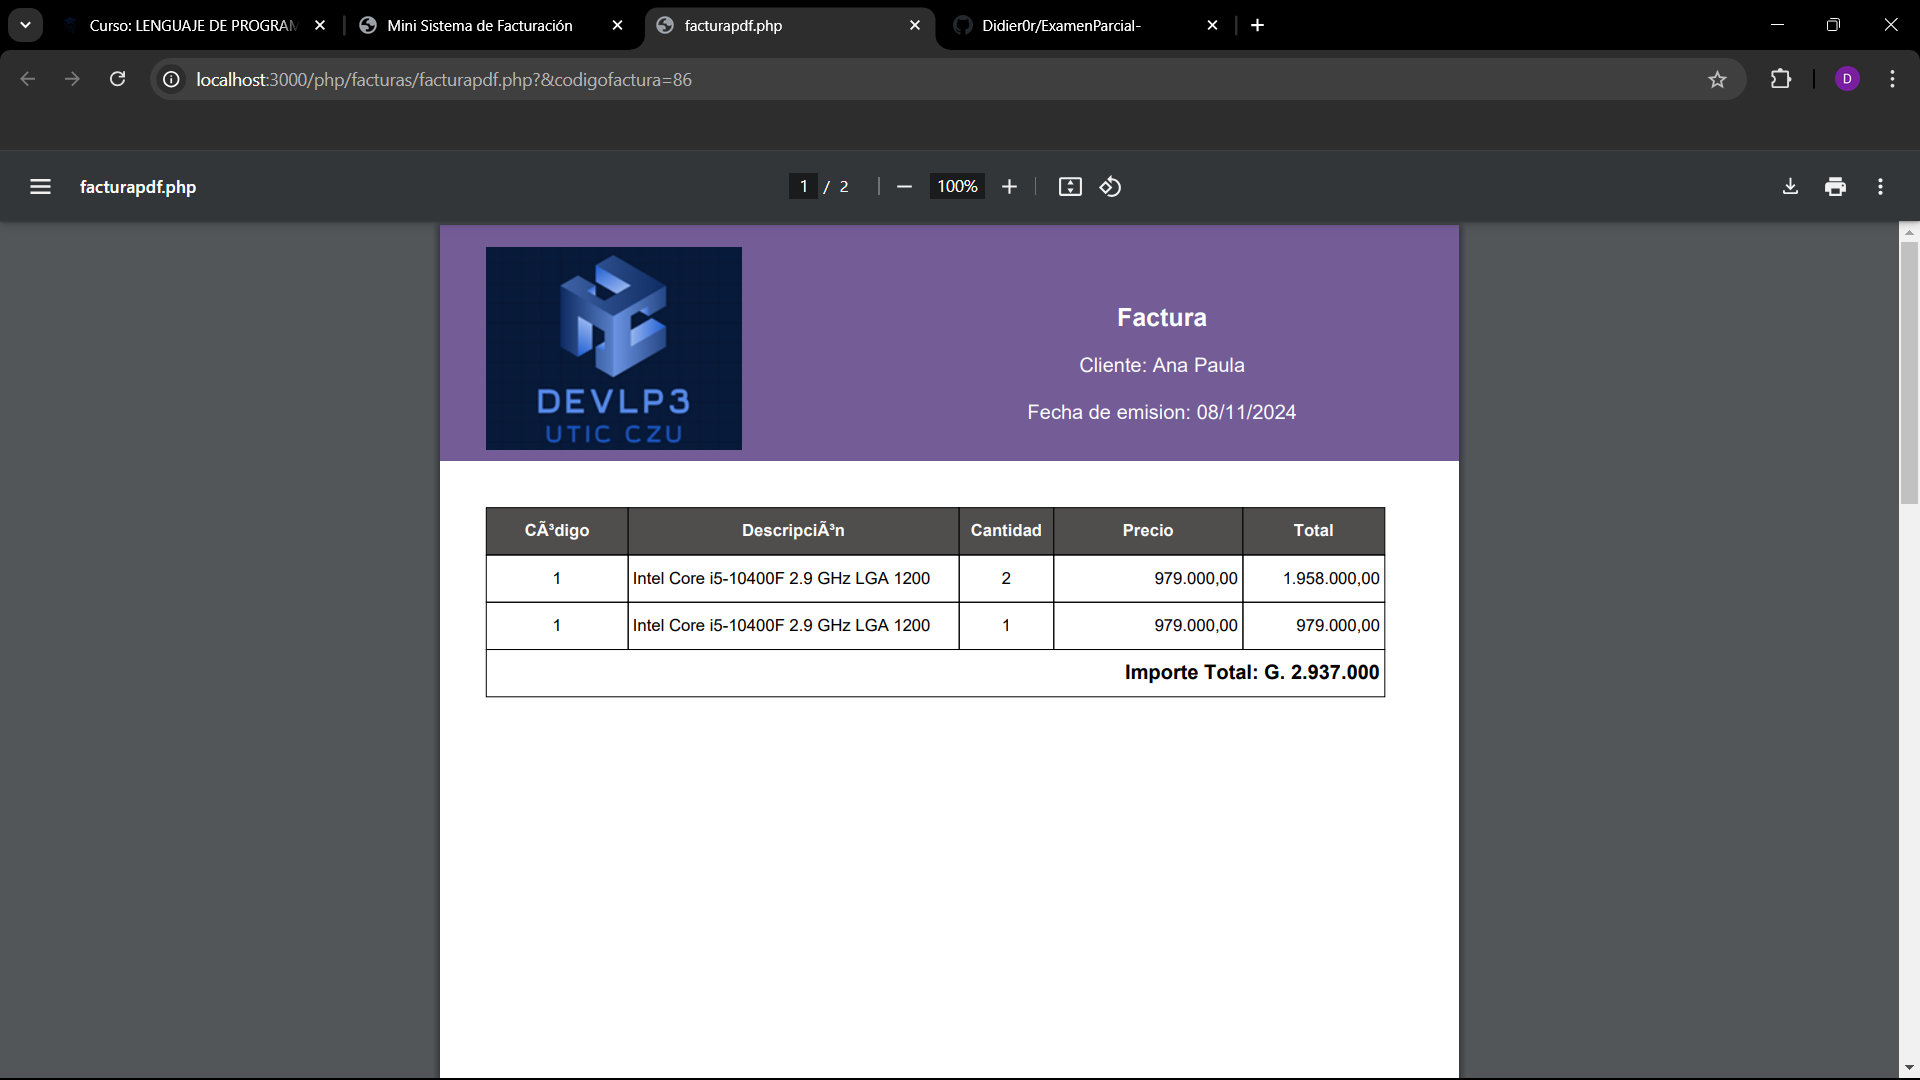 Curso: LENGUAJE DE PROGRAM
Mini Sistema de Facturación
facturapdf.php
Didier0r/ExamenParcial-
localhost:3000/php/facturas/facturapdf.php?&codigofactura=86
D
facturapdf.php
1 / 2
100%
DEVLP3
UTIC CZU
Factura
Cliente: Ana Paula
Fecha de emision: 08/11/2024
CÃ³digo DescripciÃ³n Cantidad Precio Total
1 Intel Core i5-10400F 2.9 GHz LGA 1200 2 979.000,00 1.958.000,00
1 Intel Core i5-10400F 2.9 GHz LGA 1200 1 979.000,00 979.000,00
Importe Total: G. 2.937.000